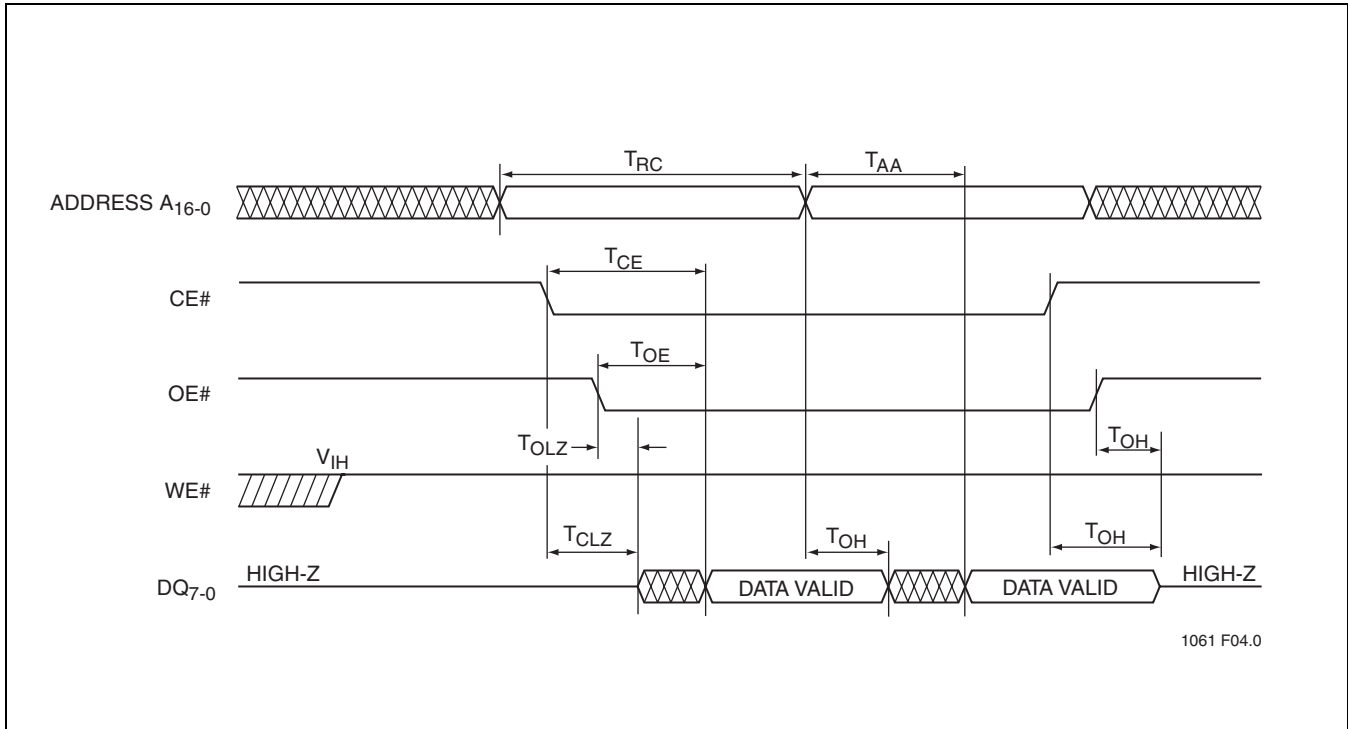 TRC TAA
ADDRESS A16-0
TCE
CE#
TOE
OE#
TOLZ TOH
VIH
WE#
TCLZ TOH TOH
HIGH-Z HIGH-Z
DQ7-0 DATA VALID DATA VALID
1061 F04.0